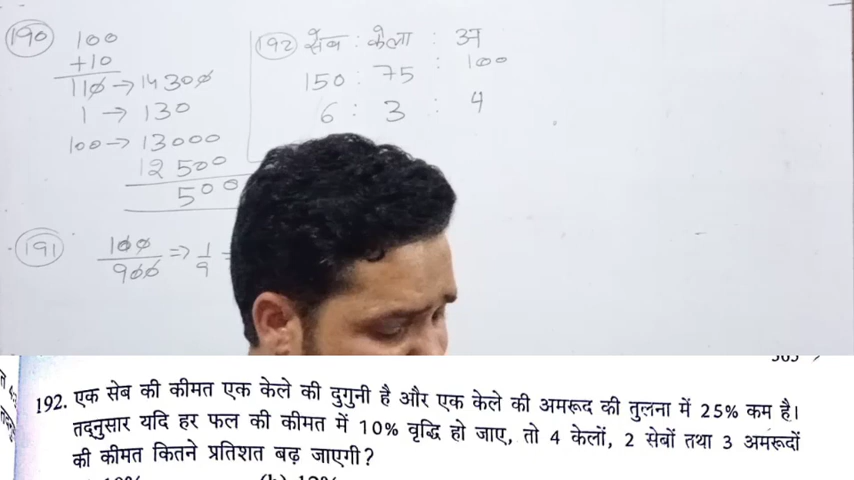 190
100
+10
110 → 14300
1 → 130
100 → 13000
12500
500
191
100/900 ⇒ 1/9 =
192 सेब : केला : अ
150 : 75 : 100
6 : 3 : 4
192. एक सेब की कीमत एक केले की दुगुनी है और एक केले की अमरूद की तुलना में 25% कम है।
तद्नुसार यदि हर फल की कीमत में 10% वृद्धि हो जाए, तो 4 केलों, 2 सेबों तथा 3 अमरूदों
की कीमत कितने प्रतिशत बढ़ जाएगी?